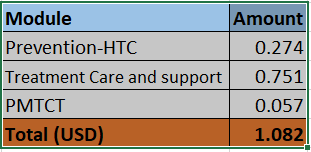 Module Amount
Prevention-HTC 0.274
Treatment Care and support 0.751
PMTCT 0.057
Total (USD) 1.082